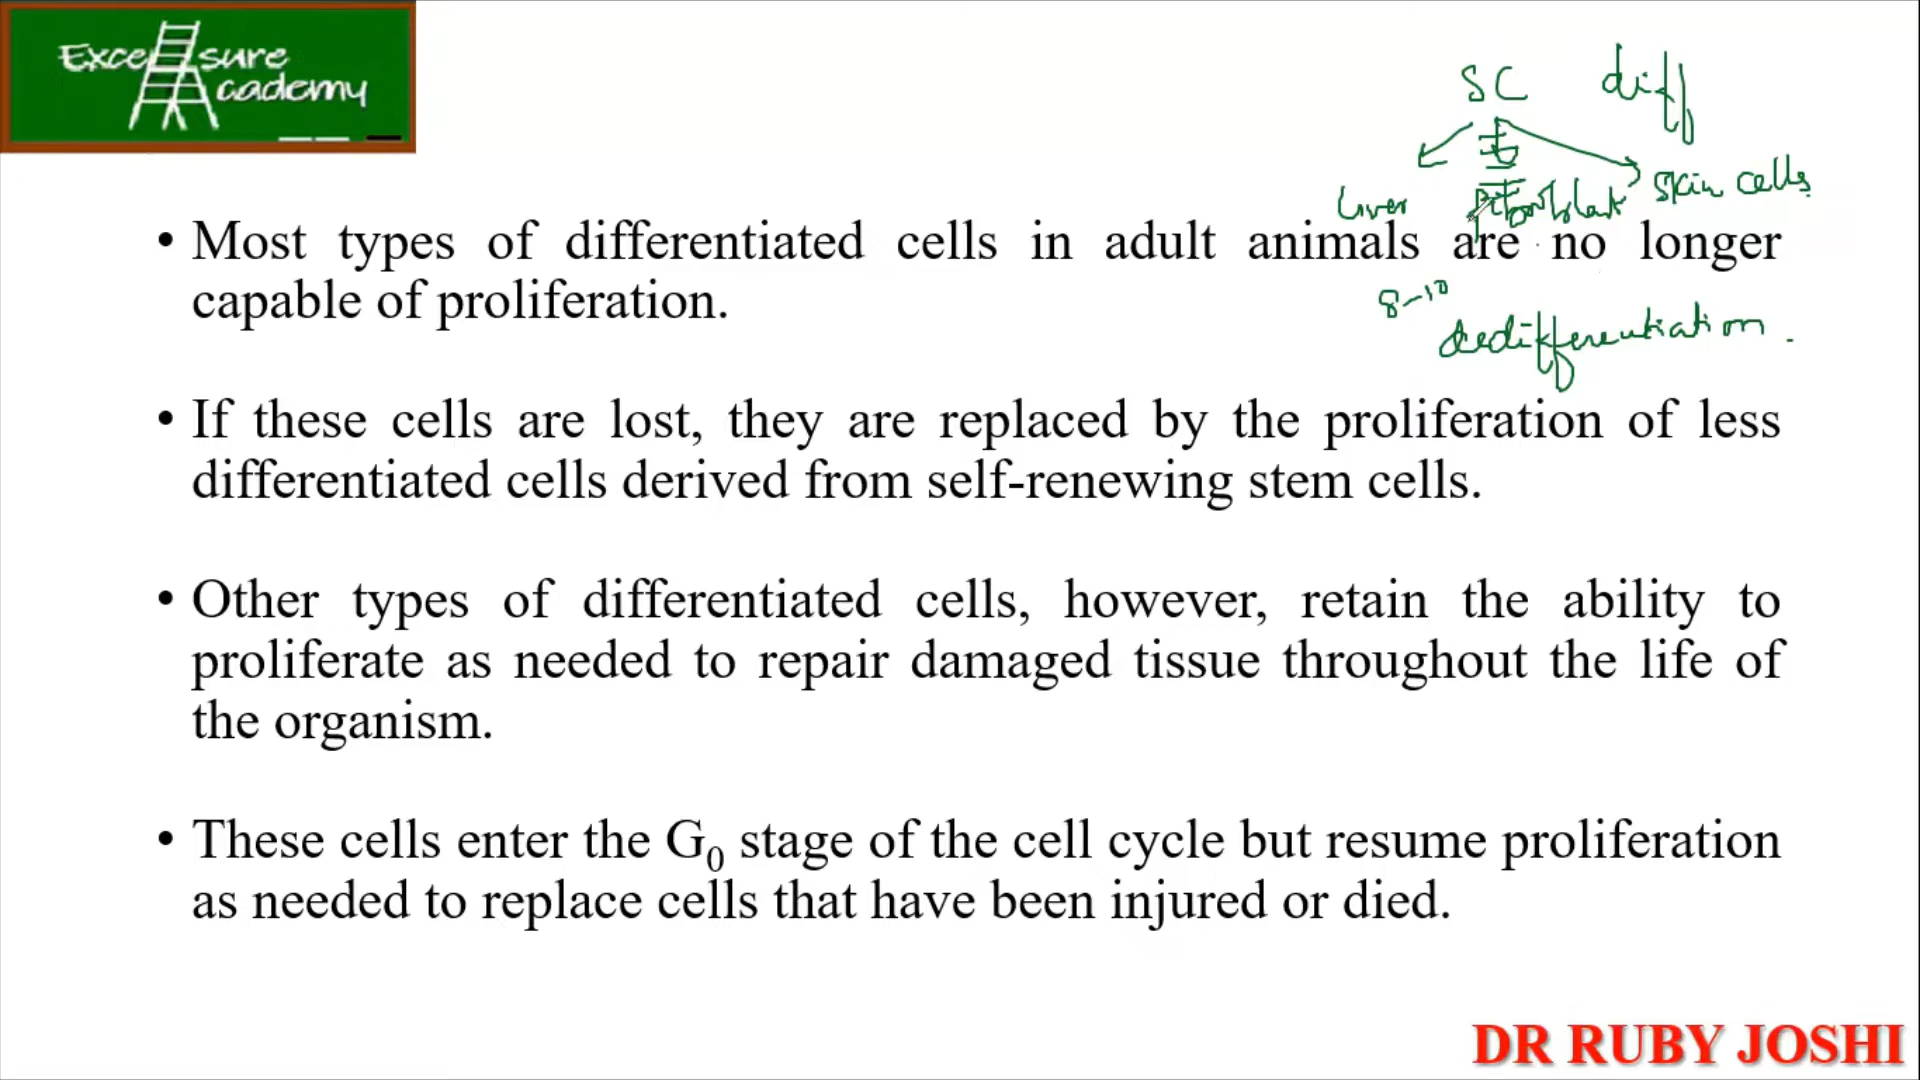 Excel sure
Academy
SC diff
Liver Fibroblast skin cells
• Most types of differentiated cells in adult animals are no longer
capable of proliferation.
8-10
dedifferentiation.
• If these cells are lost, they are replaced by the proliferation of less
differentiated cells derived from self-renewing stem cells.
• Other types of differentiated cells, however, retain the ability to
proliferate as needed to repair damaged tissue throughout the life of
the organism.
• These cells enter the G₀ stage of the cell cycle but resume proliferation
as needed to replace cells that have been injured or died.
DR RUBY JOSHI